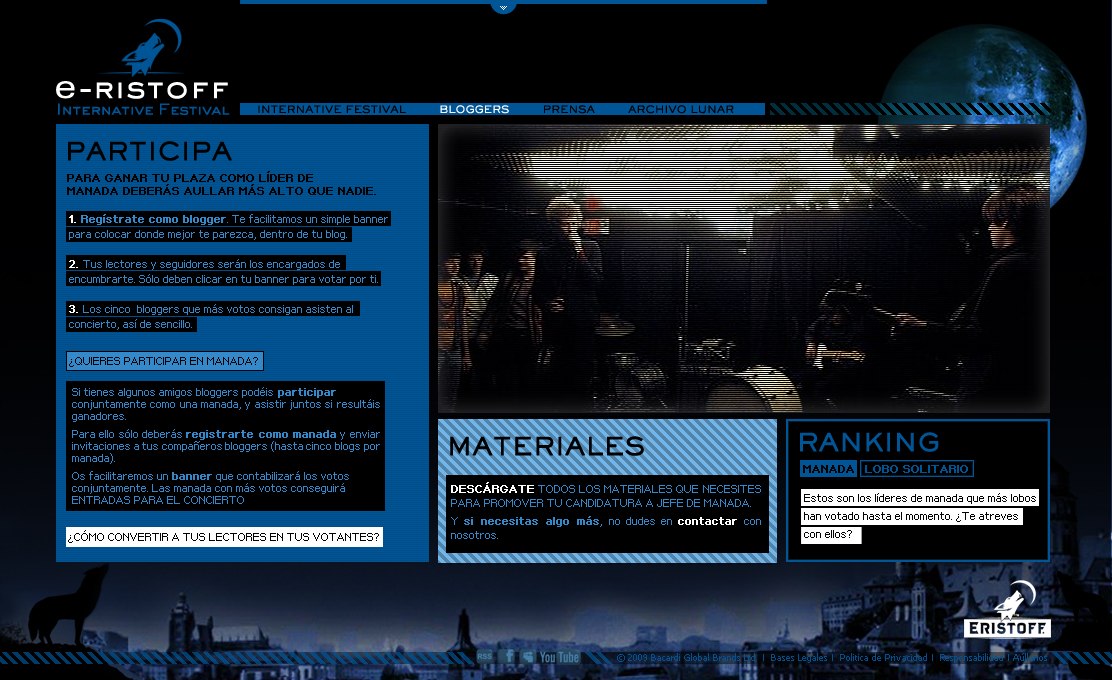 e-RISTOFF
INTERNATIVE FESTIVAL
INTERNATIVE FESTIVAL BLOGGERS PRENSA ARCHIVO LUNAR
PARTICIPA
PARA GANAR TU PLAZA COMO LÍDER DE
MANADA DEBERÁS AULLAR MÁS ALTO QUE NADIE.
1. Regístrate como blogger. Te facilitamos un simple banner
para colocar donde mejor te parezca, dentro de tu blog.
2. Tus lectores y seguidores serán los encargados de
encumbrarte. Sólo deben clicar en tu banner para votar por ti.
3. Los cinco bloggers que más votos consigan asisten al
concierto, así de sencillo.
¿QUIERES PARTICIPAR EN MANADA?
Si tienes algunos amigos bloggers podéis participar
conjuntamente como una manada, y asistir juntos si resultáis
ganadores.
Para ello sólo deberás registrarte como manada y enviar
invitaciones a tus compañeros bloggers (hasta cinco blogs por
manada).
Os facilitaremos un banner que contabilizará los votos
conjuntamente. Las manada con más votos conseguirá
ENTRADAS PARA EL CONCIERTO
¿CÓMO CONVERTIR A TUS LECTORES EN TUS VOTANTES?
MATERIALES
DESCÁRGATE TODOS LOS MATERIALES QUE NECESITES
PARA PROMOVER TU CANDIDATURA A JEFE DE MANADA.
Y si necesitas algo más, no dudes en contactar con
nosotros.
RANKING
MANADA LOBO SOLITARIO
Estos son los líderes de manada que más lobos
han votado hasta el momento. ¿Te atreves
con ellos?
ERISTOFF
RSS f You Tube © 2009 Bacardi Global Brands Ltd. | Bases Legales | Política de Privacidad | Responsabilidad | Aullanos